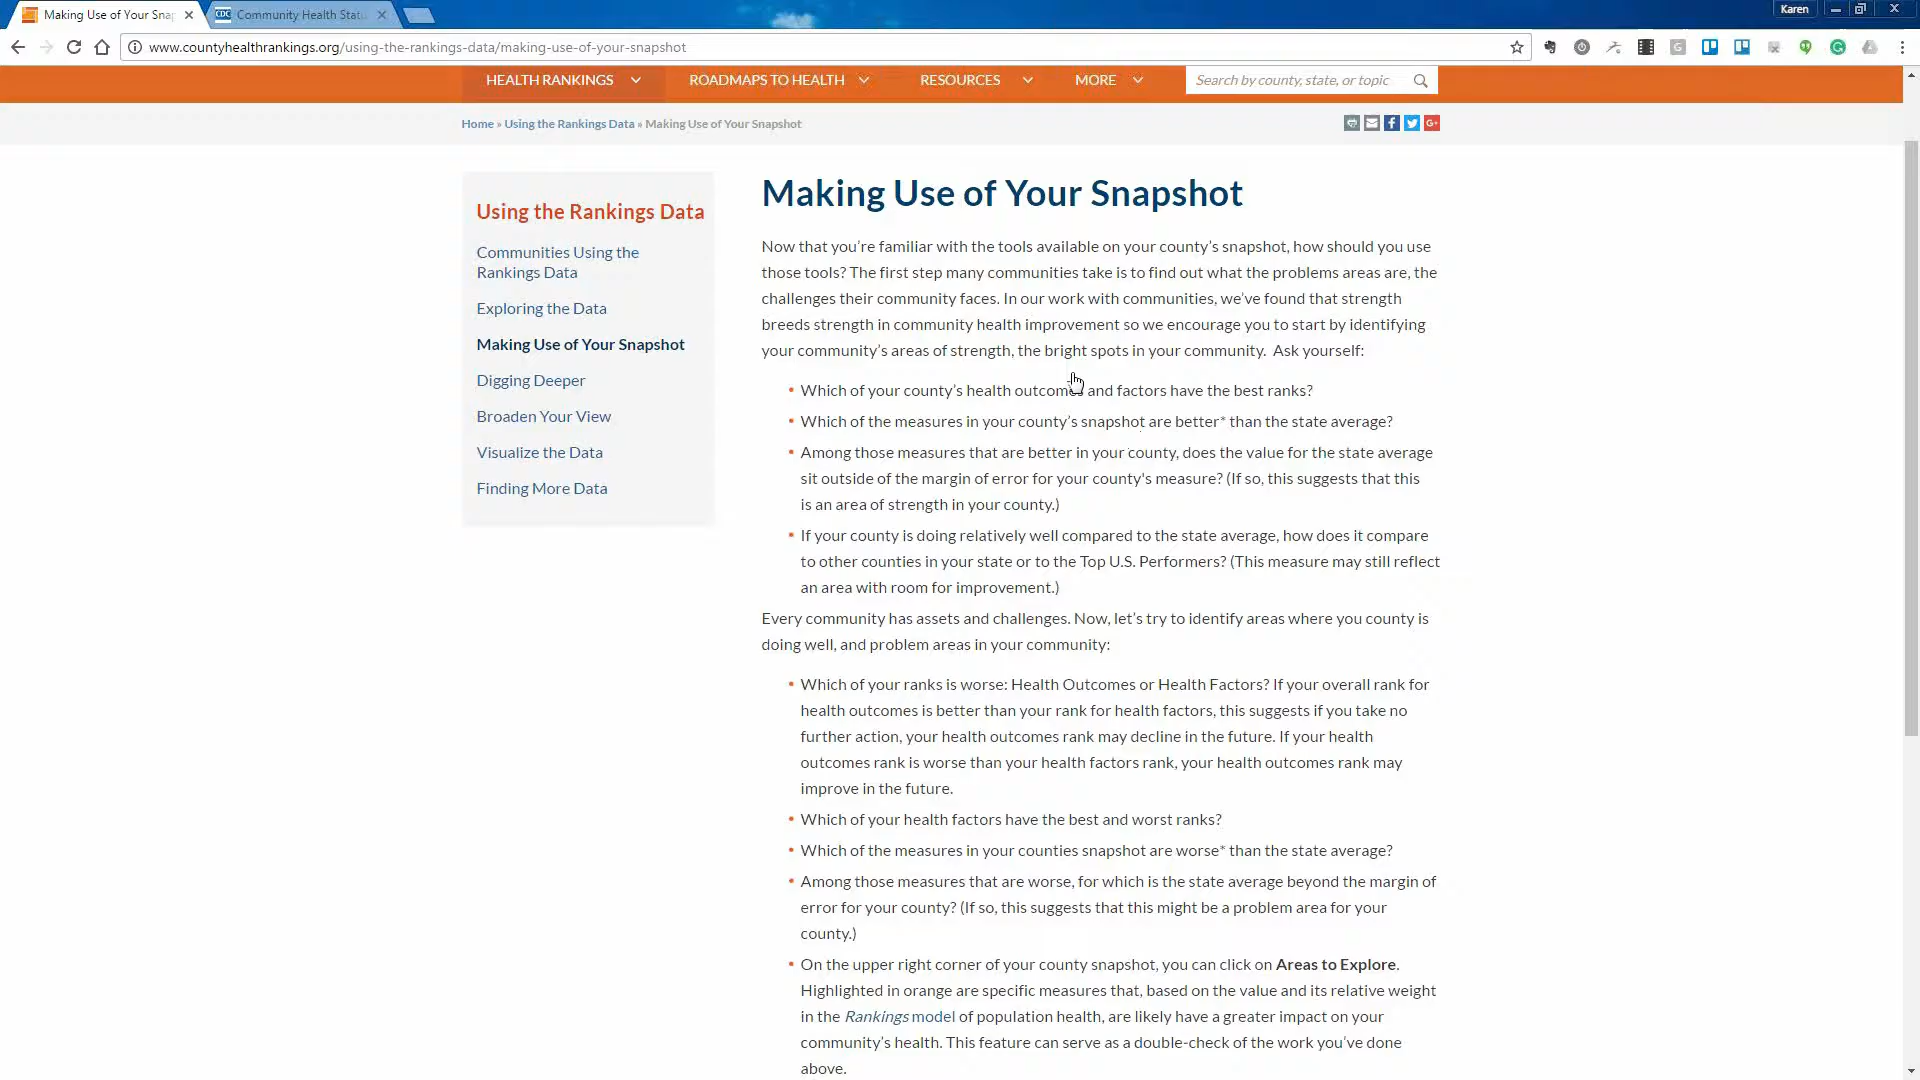 Making Use of Your Snap
Community Health Statu
Karen
www.countyhealthrankings.org/using-the-rankings-data/making-use-of-your-snapshot
HEALTH RANKINGS
ROADMAPS TO HEALTH
RESOURCES
MORE
Search by county, state, or topic
Home » Using the Rankings Data » Making Use of Your Snapshot
Using the Rankings Data
Communities Using the
Rankings Data
Exploring the Data
Making Use of Your Snapshot
Digging Deeper
Broaden Your View
Visualize the Data
Finding More Data
Making Use of Your Snapshot
Now that you’re familiar with the tools available on your county’s snapshot, how should you use
those tools? The first step many communities take is to find out what the problems areas are, the
challenges their community faces. In our work with communities, we’ve found that strength
breeds strength in community health improvement so we encourage you to start by identifying
your community’s areas of strength, the bright spots in your community. Ask yourself:
• Which of your county’s health outcomes and factors have the best ranks?
• Which of the measures in your county’s snapshot are better* than the state average?
• Among those measures that are better in your county, does the value for the state average
sit outside of the margin of error for your county's measure? (If so, this suggests that this
is an area of strength in your county.)
• If your county is doing relatively well compared to the state average, how does it compare
to other counties in your state or to the Top U.S. Performers? (This measure may still reflect
an area with room for improvement.)
Every community has assets and challenges. Now, let’s try to identify areas where you county is
doing well, and problem areas in your community:
• Which of your ranks is worse: Health Outcomes or Health Factors? If your overall rank for
health outcomes is better than your rank for health factors, this suggests if you take no
further action, your health outcomes rank may decline in the future. If your health
outcomes rank is worse than your health factors rank, your health outcomes rank may
improve in the future.
• Which of your health factors have the best and worst ranks?
• Which of the measures in your counties snapshot are worse* than the state average?
• Among those measures that are worse, for which is the state average beyond the margin of
error for your county? (If so, this suggests that this might be a problem area for your
county.)
• On the upper right corner of your county snapshot, you can click on Areas to Explore.
Highlighted in orange are specific measures that, based on the value and its relative weight
in the Rankings model of population health, are likely have a greater impact on your
community’s health. This feature can serve as a double-check of the work you’ve done
above.